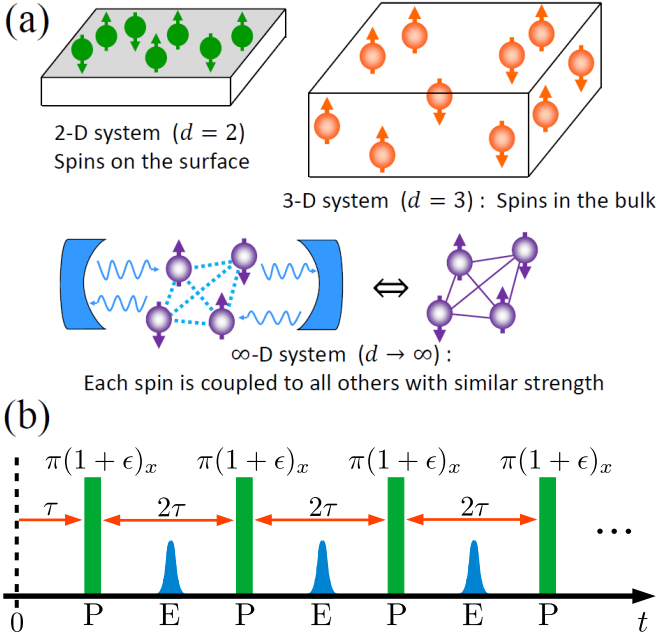 (a)
2-D system (d = 2)
Spins on the surface
3-D system (d = 3) : Spins in the bulk
⇔
∞-D system (d → ∞) :
Each spin is coupled to all others with similar strength
(b)
π(1 + ϵ)ₓ π(1 + ϵ)ₓ π(1 + ϵ)ₓ π(1 + ϵ)ₓ
τ 2τ 2τ 2τ ...
0 P E P E P E P t